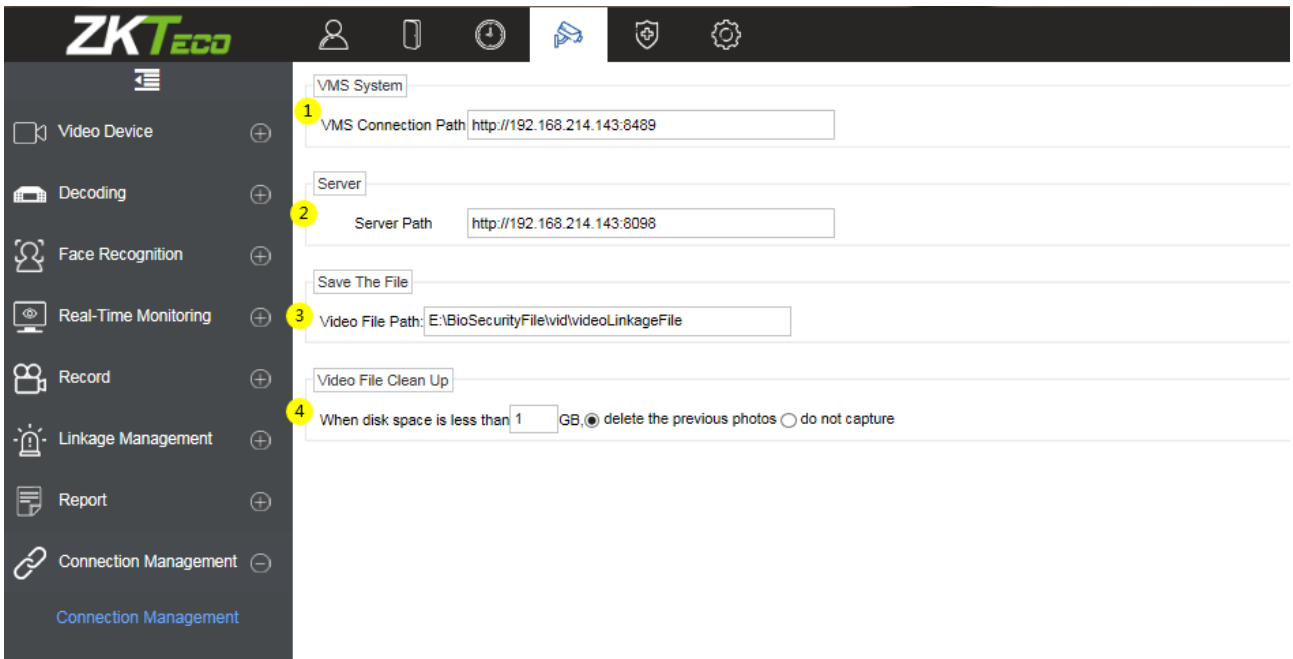 ZKTeco
VMS System
1
VMS Connection Path http://192.168.214.143:8489
Video Device
Server
Decoding
2
Server Path http://192.168.214.143:8098
Face Recognition
Save The File
3
Real-Time Monitoring
Video File Path: E:\BioSecurityFile\vid\videoLinkageFile
Record
Video File Clean Up
4
When disk space is less than 1 GB, delete the previous photos do not capture
Linkage Management
Report
Connection Management
Connection Management